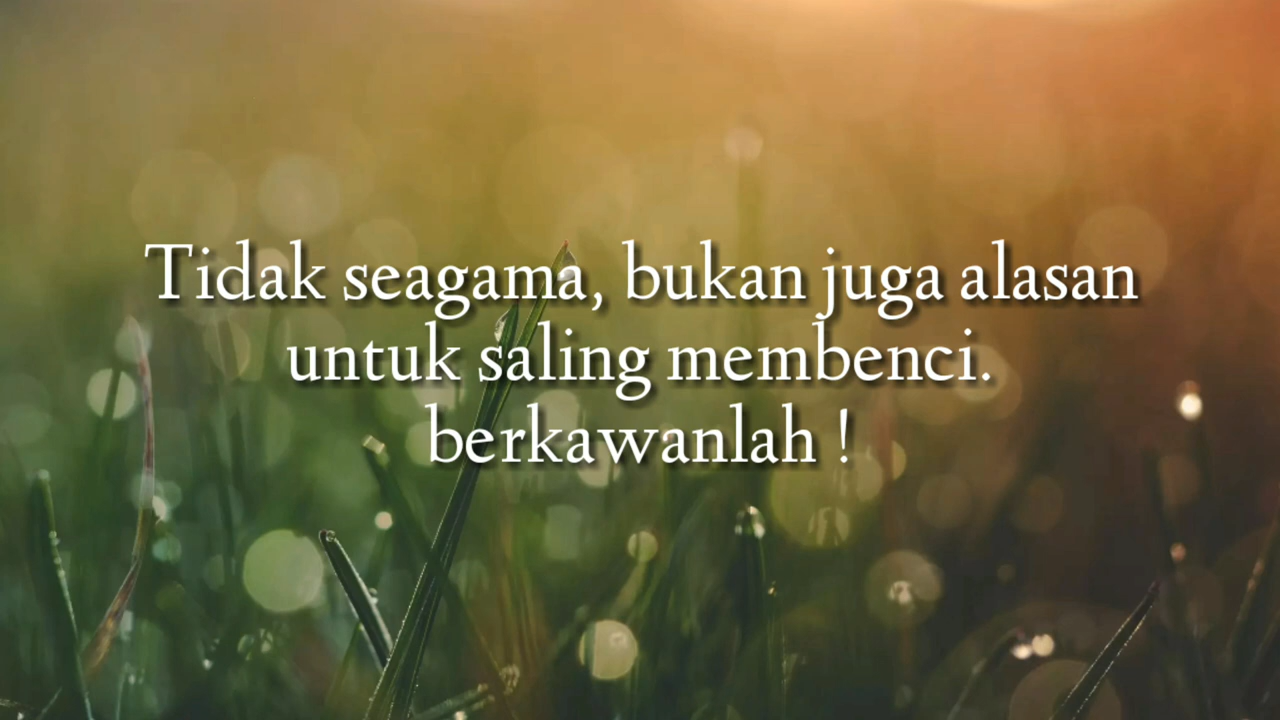 Tidak seagama, bukan juga alasan
untuk saling membenci.
berkawanlah !